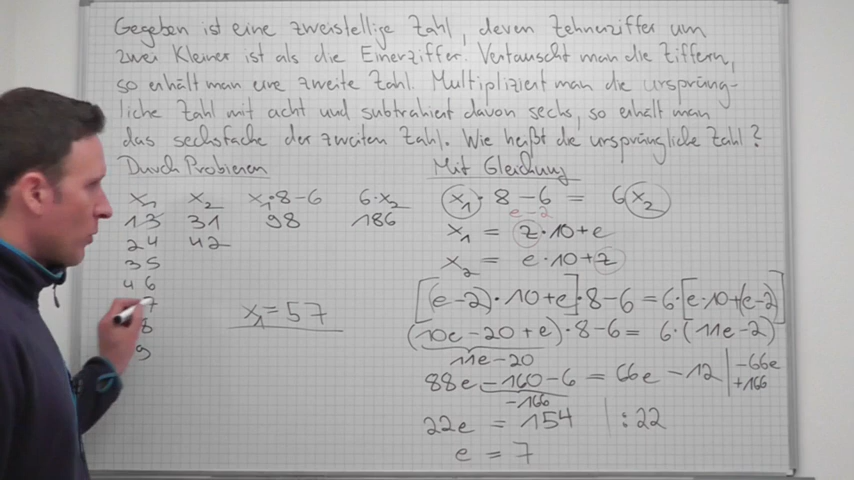 Gegeben ist eine zweistellige Zahl, deren Zehnerziffer um
zwei Kleiner ist als die Einerziffer. Vertauscht man die Ziffern,
so erhält man eine zweite Zahl. Multipliziert man die ursprüng-
liche Zahl mit acht und subtrahiert davon sechs, so erhält man
das sechsfache der zweiten Zahl. Wie heißt die ursprüngliche Zahl?
Durch Probieren
x₁ x₂ x₁·8-6 6·x₂
13 31 98 186
24 42
35
46
7
8
9
x₁=57
Mit Gleichung
x₁·8-6 = 6x₂
e-2
x₁ = z·10+e
x₂ = e·10+z
[(e-2)·10+e]·8-6=6·[e·10+(e-2)]
(10e-20+e)·8-6= 6·(11e-2)
11e-20
88e-160-6 = 66e-12 |-66e
+166
-166
22e = 154 |:22
e = 7